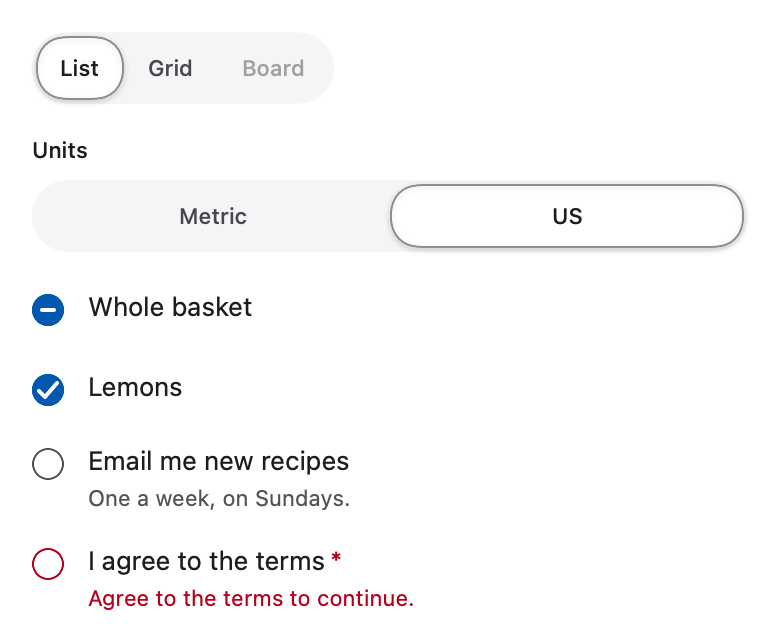 List Grid Board
Units
Metric US
Whole basket
Lemons
Email me new recipes
One a week, on Sundays.
I agree to the terms *
Agree to the terms to continue.